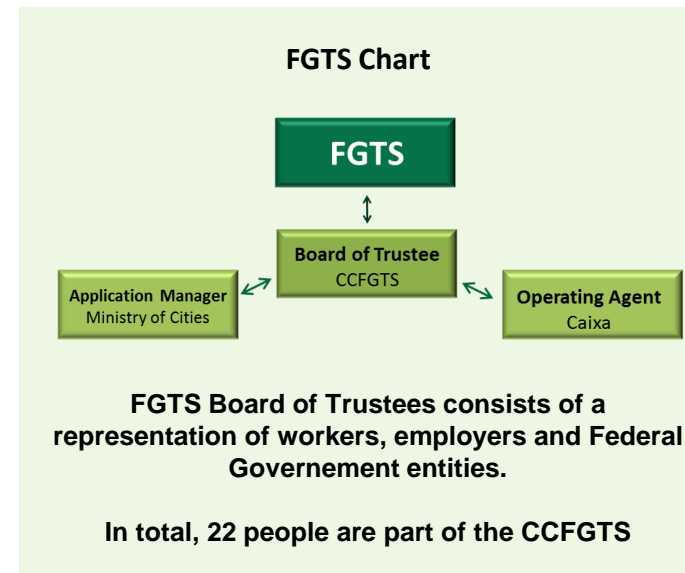 FGTS Chart
FGTS
Board of Trustee
CCFGTS
Application Manager
Ministry of Cities
Operating Agent
Caixa
FGTS Board of Trustees consists of a
representation of workers, employers and Federal
Governement entities.
In total, 22 people are part of the CCFGTS